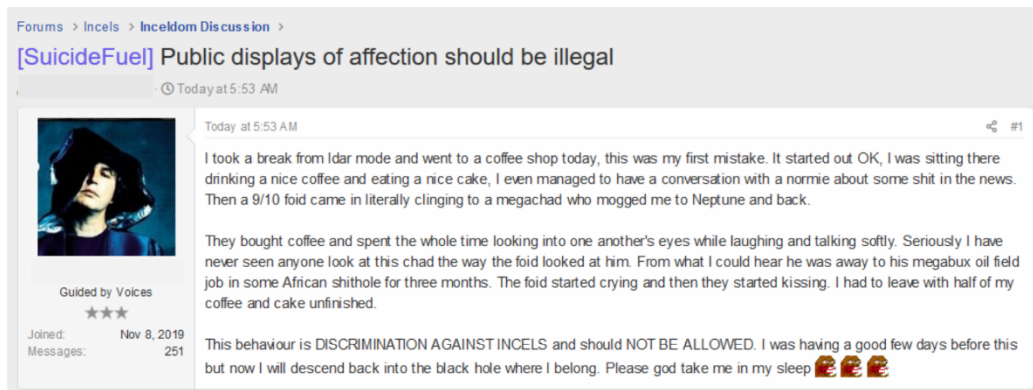 Forums > Incels > Inceldom Discussion >
[SuicideFuel] Public displays of affection should be illegal
· Today at 5:53 AM
Today at 5:53 AM
#1
I took a break from ldar mode and went to a coffee shop today, this was my first mistake. It started out OK, I was sitting there
drinking a nice coffee and eating a nice cake, I even managed to have a conversation with a normie about some shit in the news.
Then a 9/10 foid came in literally clinging to a megachad who mogged me to Neptune and back.
They bought coffee and spent the whole time looking into one another's eyes while laughing and talking softly. Seriously I have
never seen anyone look at this chad the way the foid looked at him. From what I could hear he was away to his megabux oil field
job in some African shithole for three months. The foid started crying and then they started kissing. I had to leave with half of my
coffee and cake unfinished.
This behaviour is DISCRIMINATION AGAINST INCELS and should NOT BE ALLOWED. I was having a good few days before this
but now I will descend back into the black hole where I belong. Please god take me in my sleep
Guided by Voices
★★★
Joined: Nov 8, 2019
Messages: 251